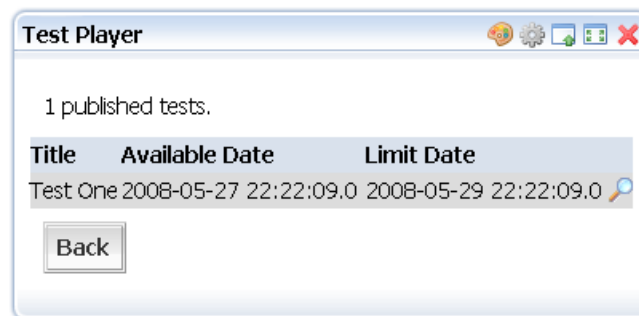 Test Player
1 published tests.
Title Available Date Limit Date
Test One 2008-05-27 22:22:09.0 2008-05-29 22:22:09.0
Back